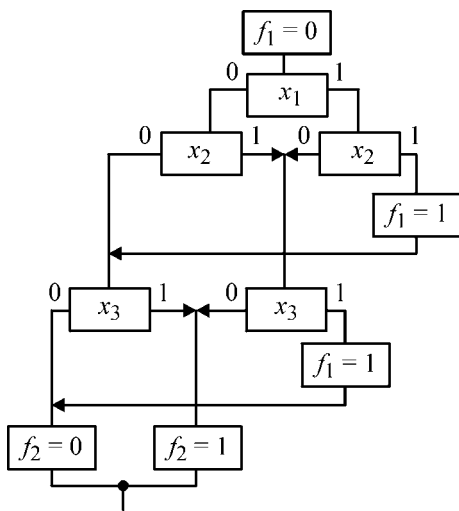 f₁ = 0
0 1
x₁
0 1 0 1
x₂ x₂
f₁ = 1
0 1 0 1
x₃ x₃
f₁ = 1
f₂ = 0 f₂ = 1